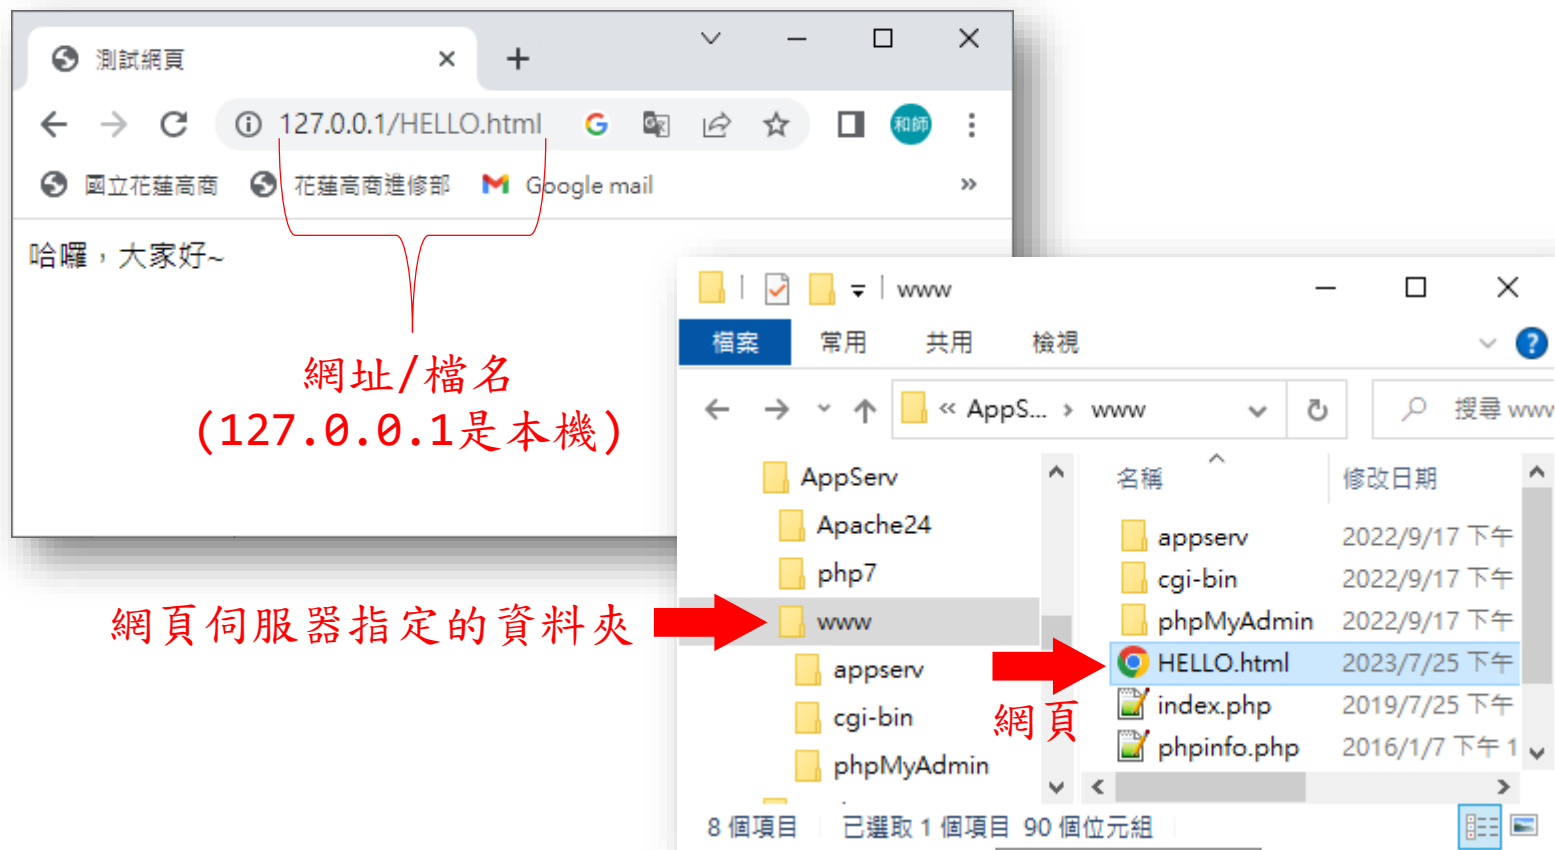 測試網頁
127.0.0.1/HELLO.html
和師
國立花蓮高商 花蓮高商進修部 Google mail
哈囉，大家好~
網址/檔名
(127.0.0.1是本機)
網頁伺服器指定的資料夾
www
檔案 常用 共用 檢視
« AppS... › www 搜尋 www
AppServ
Apache24
php7
www
appserv
cgi-bin
phpMyAdmin
名稱 修改日期
appserv 2022/9/17 下午
cgi-bin 2022/9/17 下午
phpMyAdmin 2022/9/17 下午
HELLO.html 2023/7/25 下午
index.php 2019/7/25 下午
phpinfo.php 2016/1/7 下午 1
網頁
8 個項目 已選取 1 個項目 90 個位元組